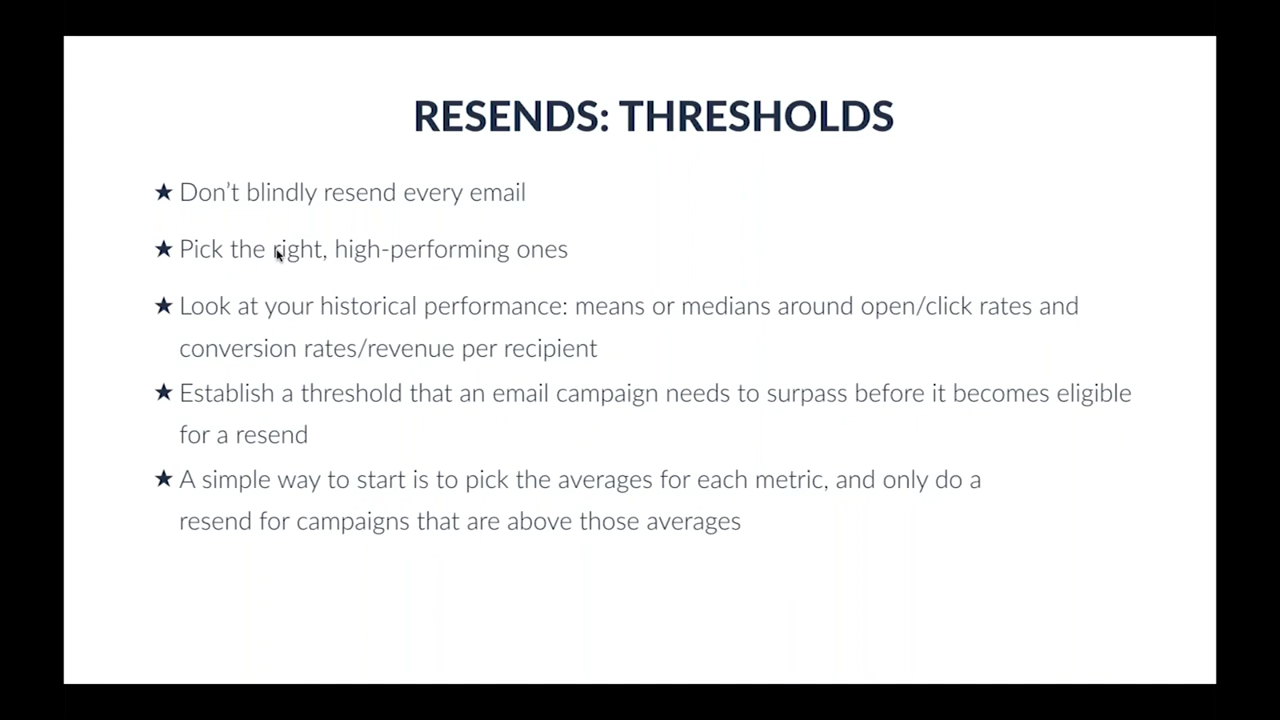 RESENDS: THRESHOLDS
★ Don’t blindly resend every email
★ Pick the right, high-performing ones
★ Look at your historical performance: means or medians around open/click rates and
conversion rates/revenue per recipient
★ Establish a threshold that an email campaign needs to surpass before it becomes eligible
for a resend
★ A simple way to start is to pick the averages for each metric, and only do a
resend for campaigns that are above those averages